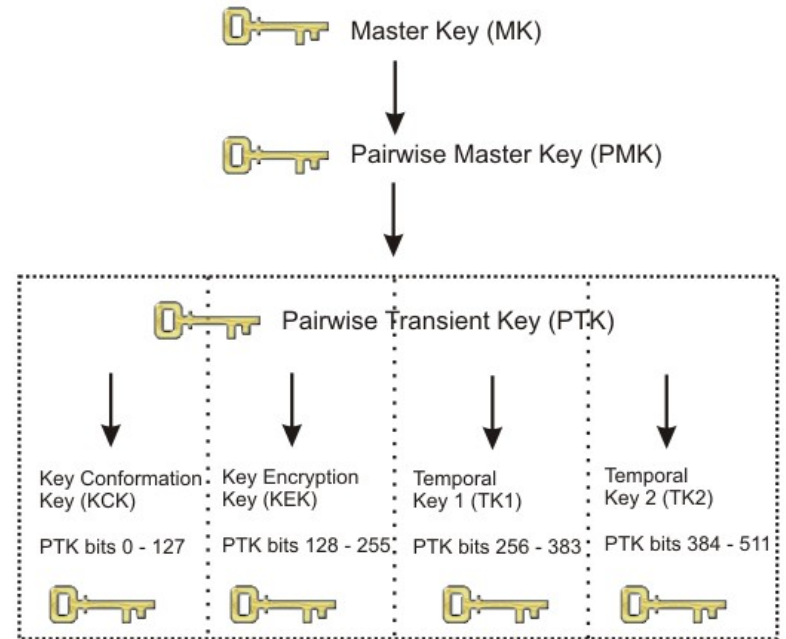 Master Key (MK)
Pairwise Master Key (PMK)
Pairwise Transient Key (PTK)
Key Conformation
Key (KCK)
PTK bits 0 - 127
Key Encryption
Key (KEK)
PTK bits 128 - 255
Temporal
Key 1 (TK1)
PTK bits 256 - 383
Temporal
Key 2 (TK2)
PTK bits 384 - 511